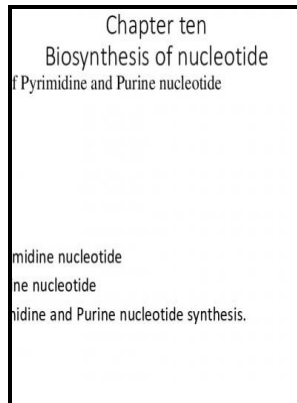 Chapter ten
Biosynthesis of nucleotide
f Pyrimidine and Purine nucleotide
midine nucleotide
ne nucleotide
idine and Purine nucleotide synthesis.